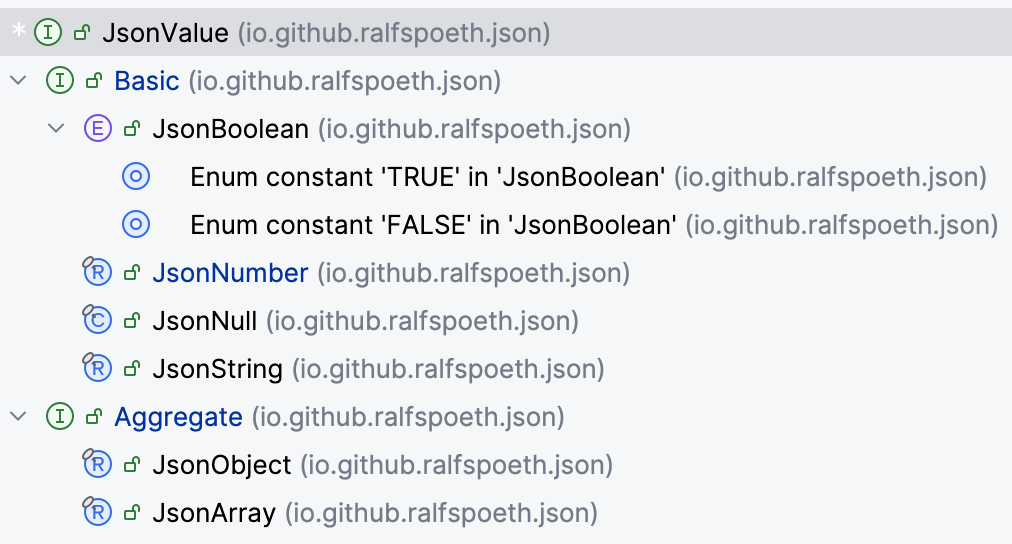 * I JsonValue (io.github.ralfspoeth.json)
I Basic (io.github.ralfspoeth.json)
E JsonBoolean (io.github.ralfspoeth.json)
Enum constant 'TRUE' in 'JsonBoolean' (io.github.ralfspoeth.json)
Enum constant 'FALSE' in 'JsonBoolean' (io.github.ralfspoeth.json)
R JsonNumber (io.github.ralfspoeth.json)
C JsonNull (io.github.ralfspoeth.json)
R JsonString (io.github.ralfspoeth.json)
I Aggregate (io.github.ralfspoeth.json)
R JsonObject (io.github.ralfspoeth.json)
R JsonArray (io.github.ralfspoeth.json)